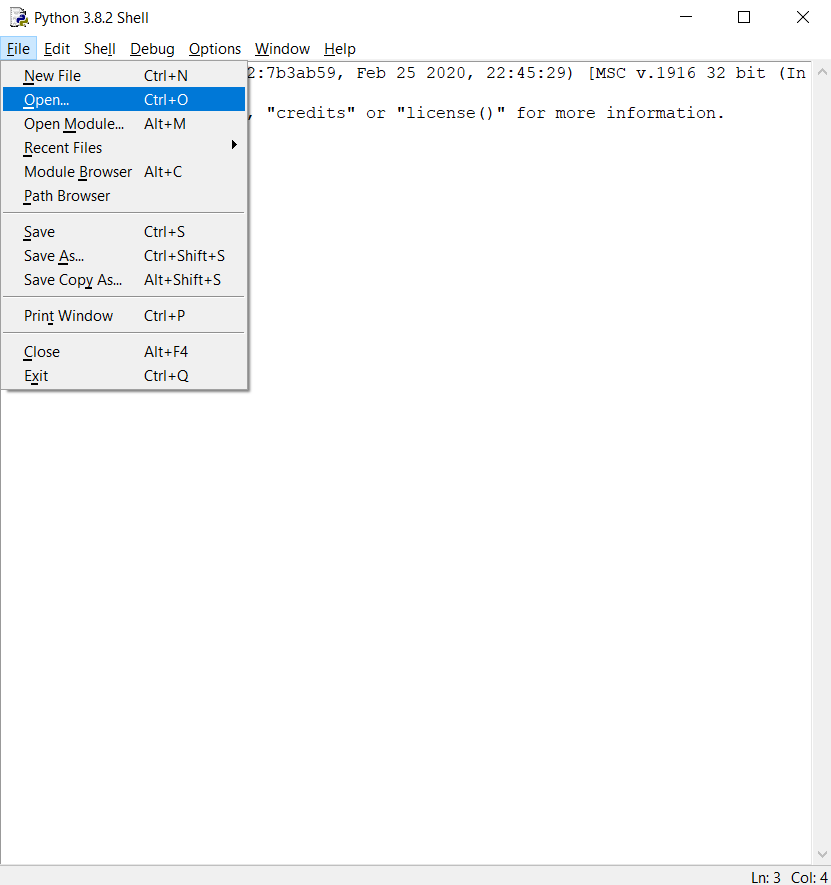 Python 3.8.2 Shell
File Edit Shell Debug Options Window Help
2:7b3ab59, Feb 25 2020, 22:45:29) [MSC v.1916 32 bit (In
, "credits" or "license()" for more information.
New File Ctrl+N
Open... Ctrl+O
Open Module... Alt+M
Recent Files
Module Browser Alt+C
Path Browser
Save Ctrl+S
Save As... Ctrl+Shift+S
Save Copy As... Alt+Shift+S
Print Window Ctrl+P
Close Alt+F4
Exit Ctrl+Q
Ln: 3 Col: 4